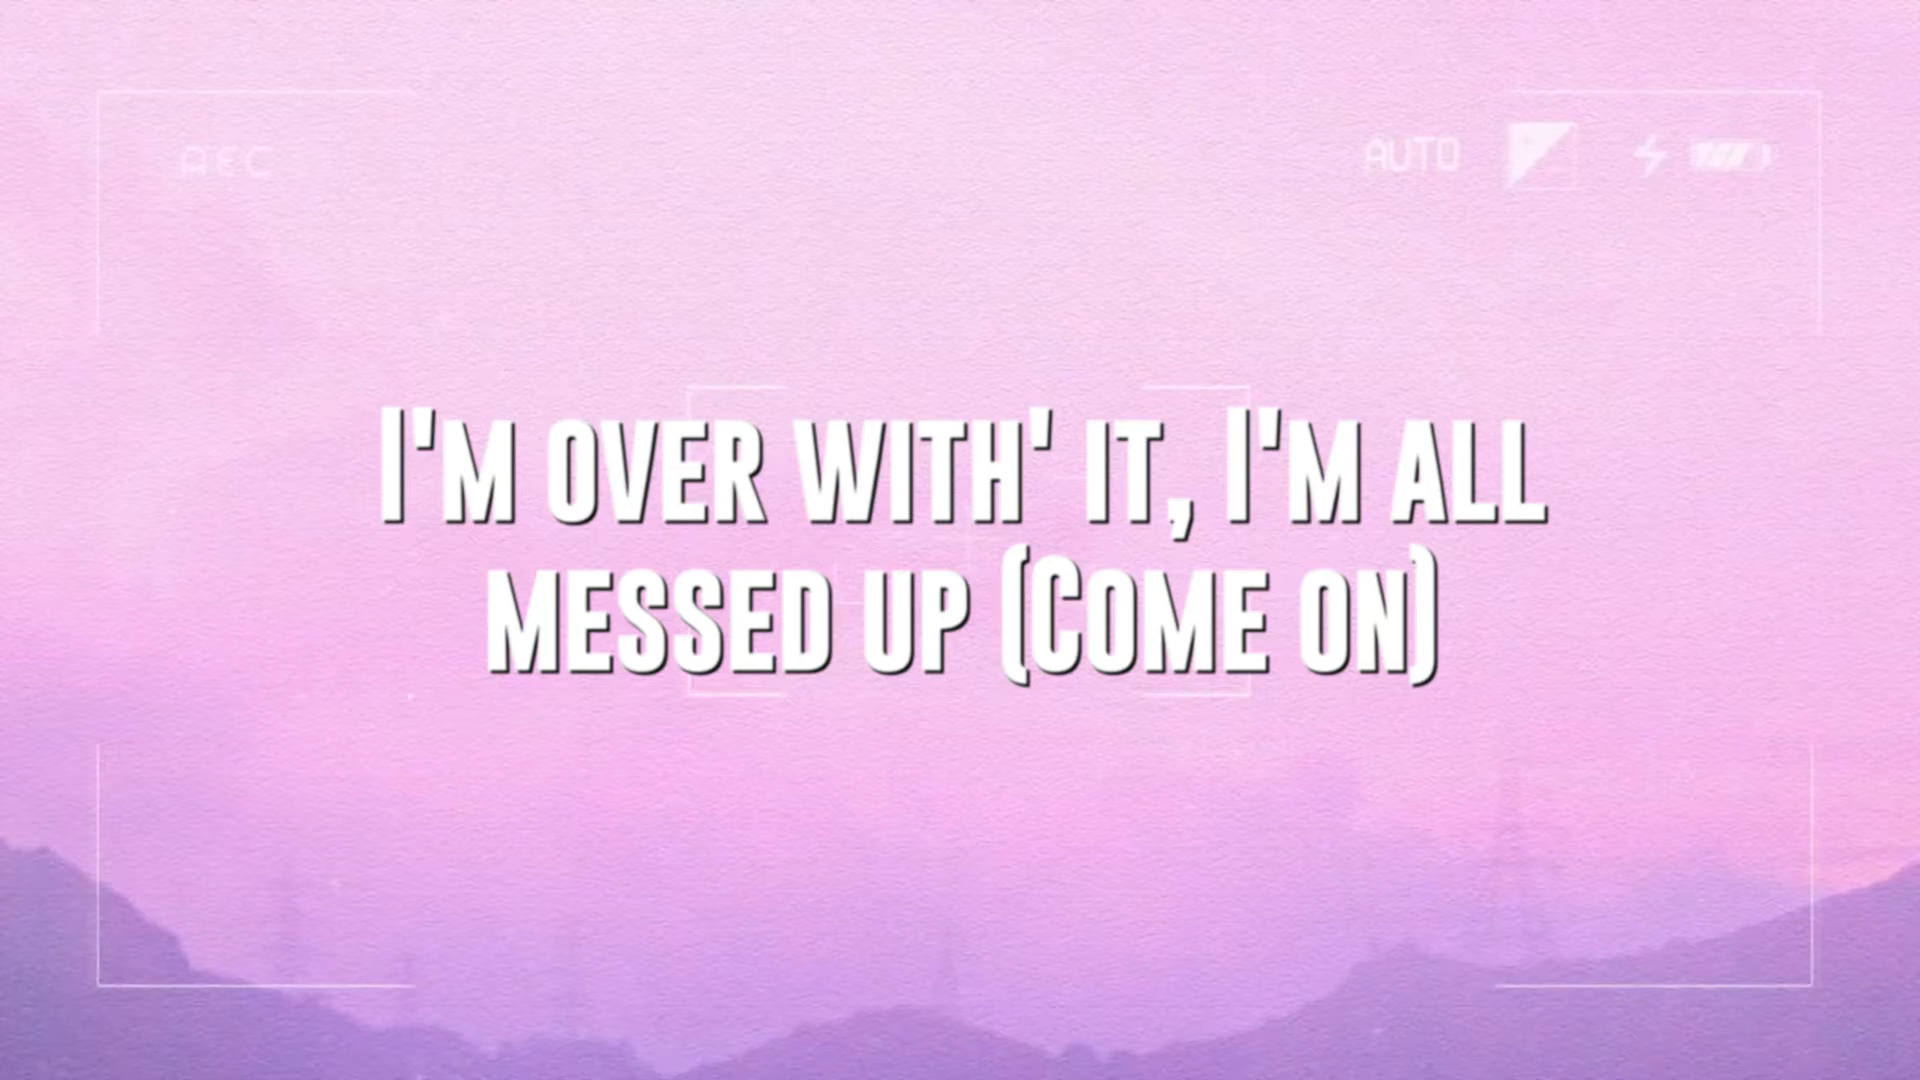 REC
AUTO
I'M OVER WITH' IT, I'M ALL
MESSED UP (COME ON)